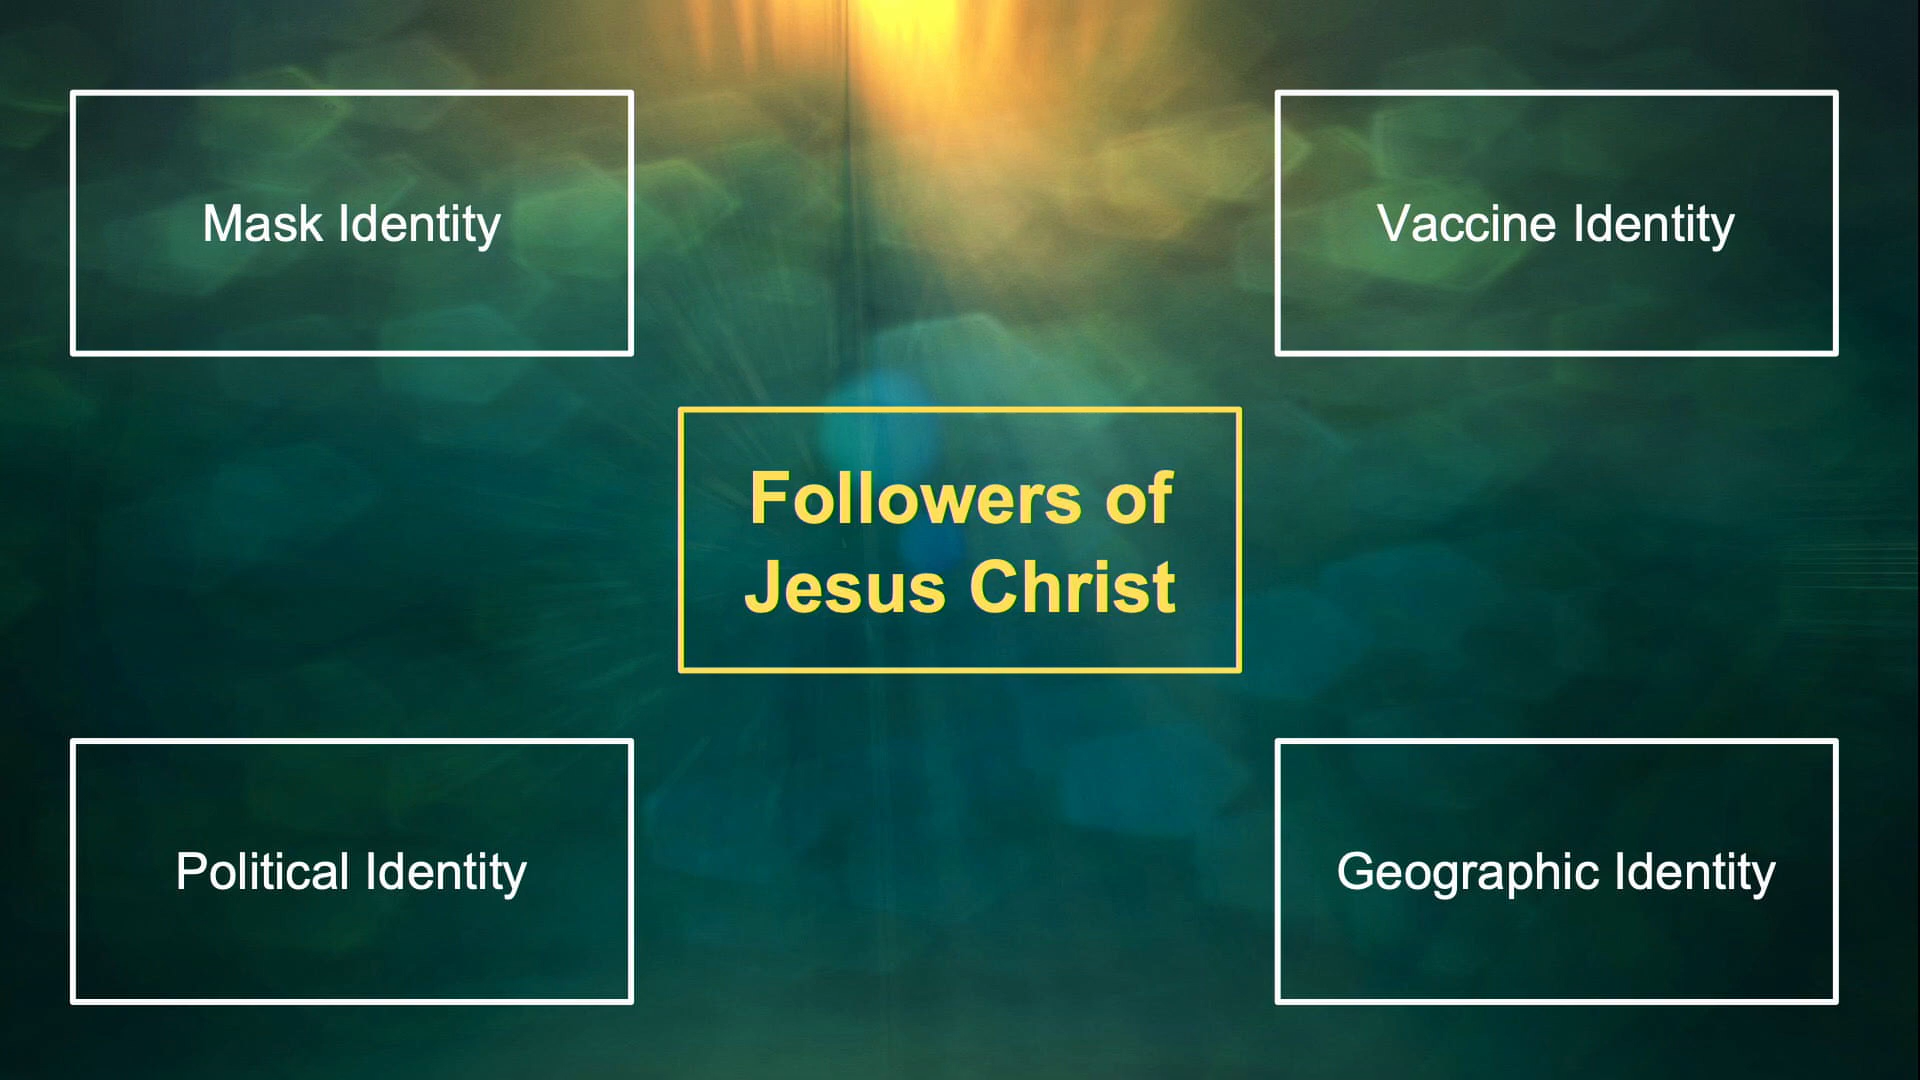 Mask Identity
Vaccine Identity
Followers of
Jesus Christ
Political Identity
Geographic Identity